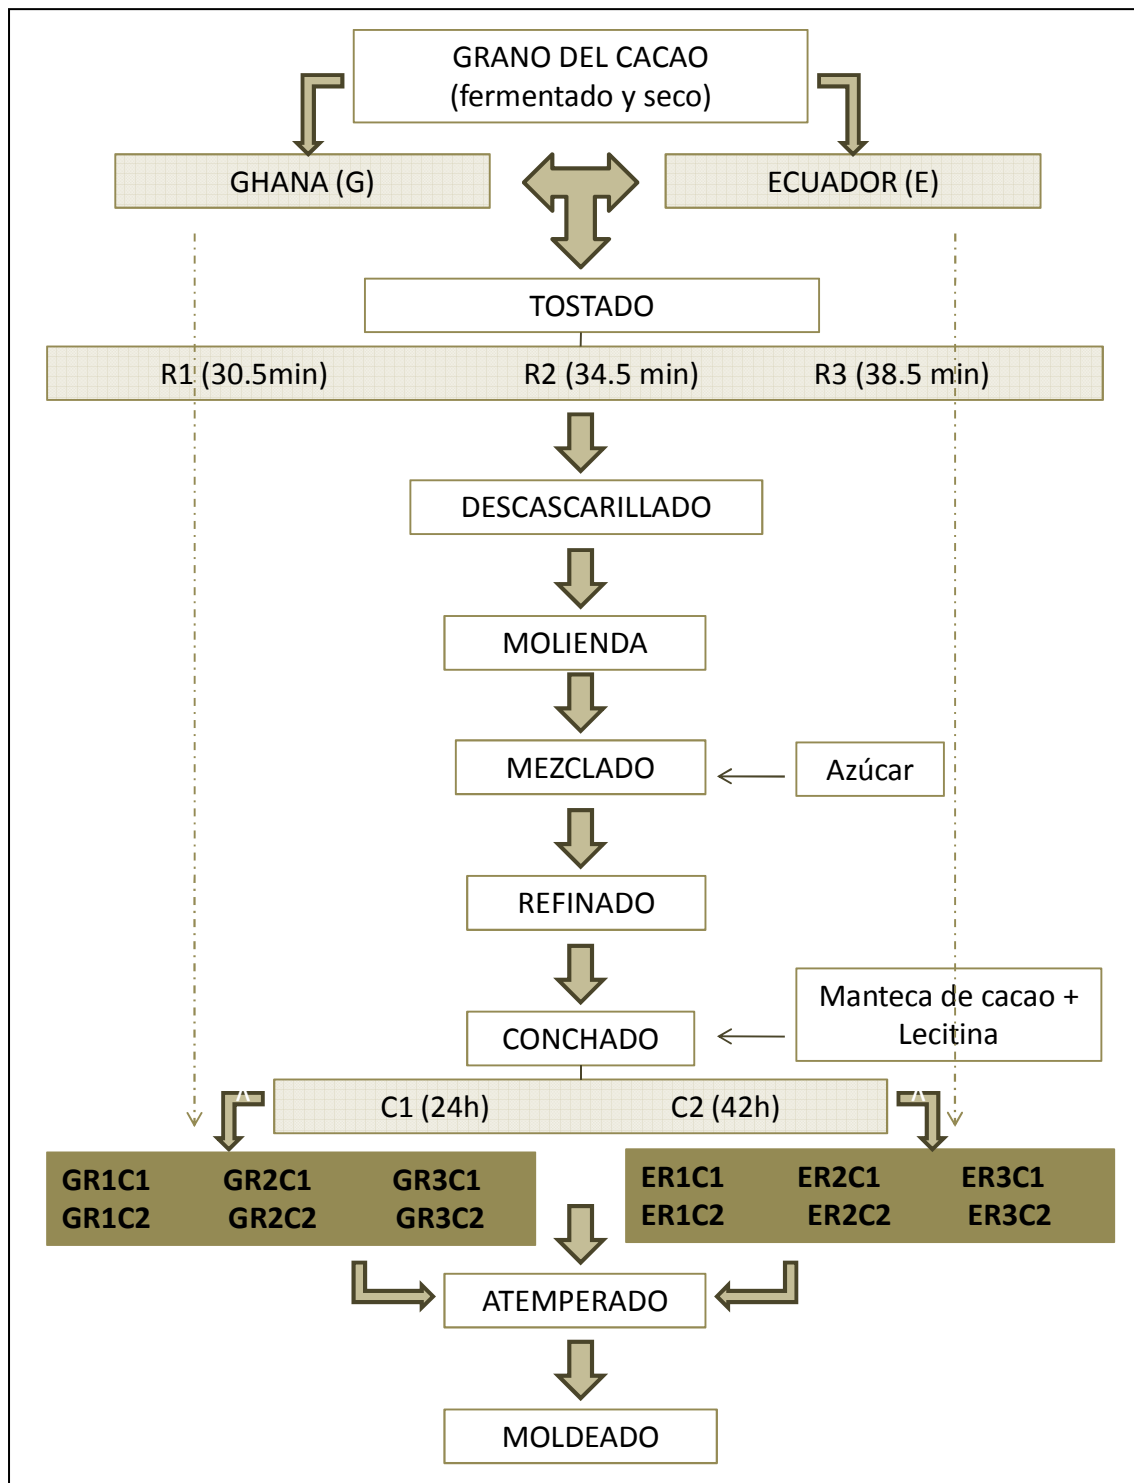 GRANO DEL CACAO
(fermentado y seco)
GHANA (G)
ECUADOR (E)
TOSTADO
R1 (30.5min) R2 (34.5 min) R3 (38.5 min)
DESCASCARILLADO
MOLIENDA
MEZCLADO
Azúcar
REFINADO
Manteca de cacao +
Lecitina
CONCHADO
C1 (24h) C2 (42h)
GR1C1 GR2C1 GR3C1
GR1C2 GR2C2 GR3C2
ER1C1 ER2C1 ER3C1
ER1C2 ER2C2 ER3C2
ATEMPERADO
MOLDEADO